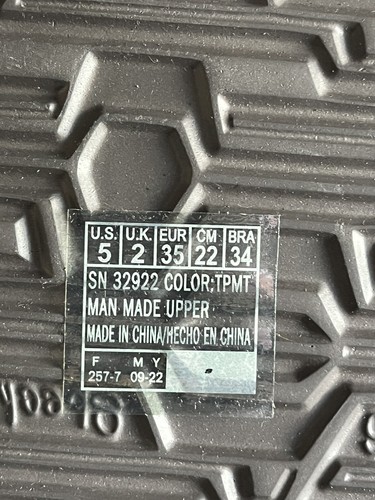 U.S. U.K. EUR CM BRA
5 2 35 22 34
SN 32922 COLOR:TPMT
MAN MADE UPPER
MADE IN CHINA/HECHO EN CHINA
F M Y
257-7 09-22